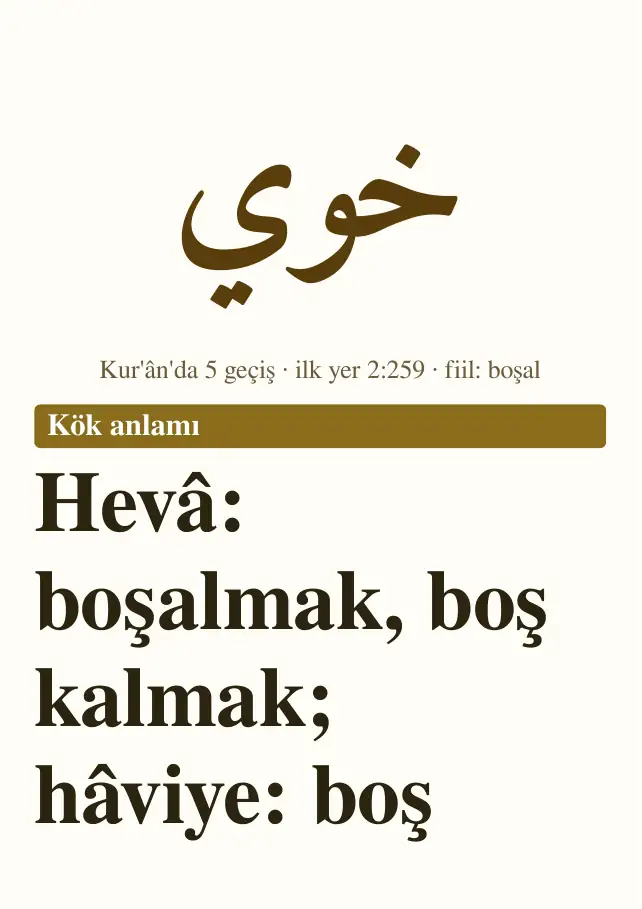 خوي
Kur'ân'da 5 geçiş · ilk yer 2:259 · fiil: boşal
Kök anlamı
Hevâ:
boşalmak, boş
kalmak;
hâviye: boş